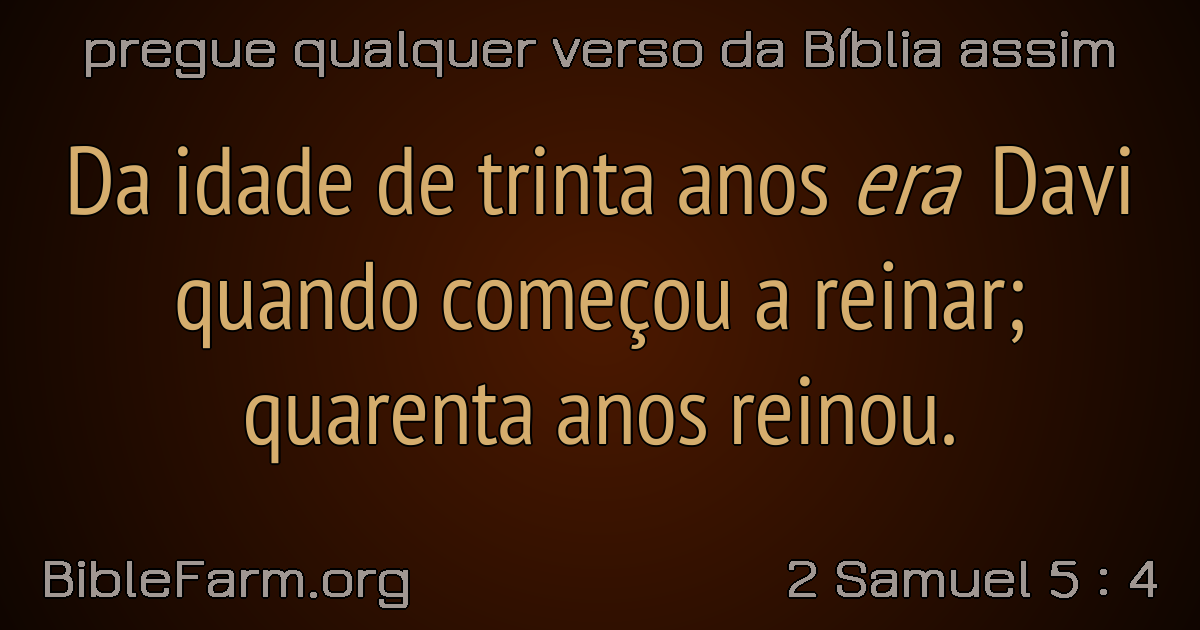 pregue qualquer verso da Bíblia assim
Da idade de trinta anos era Davi
quando começou a reinar;
quarenta anos reinou.
BibleFarm.org
2 Samuel 5 : 4